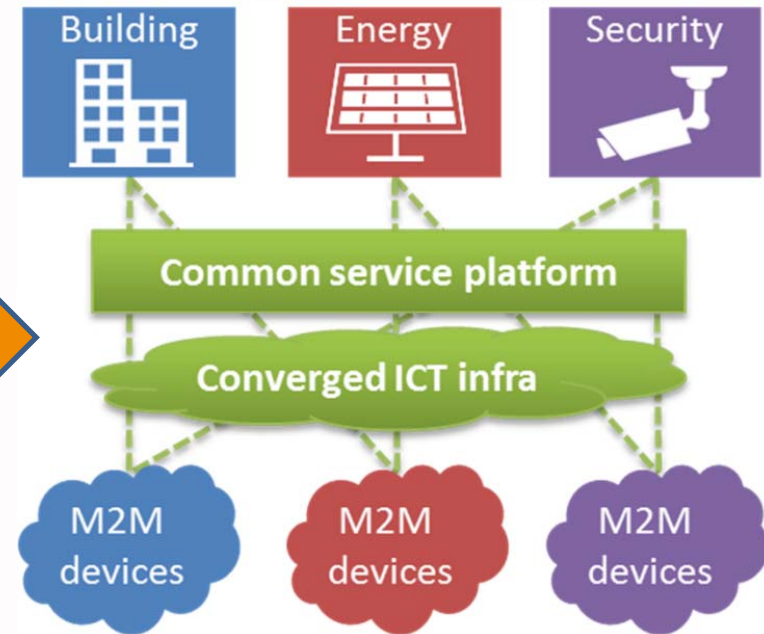 Building
Energy
Security
Common service platform
Converged ICT infra
M2M
devices
M2M
devices
M2M
devices